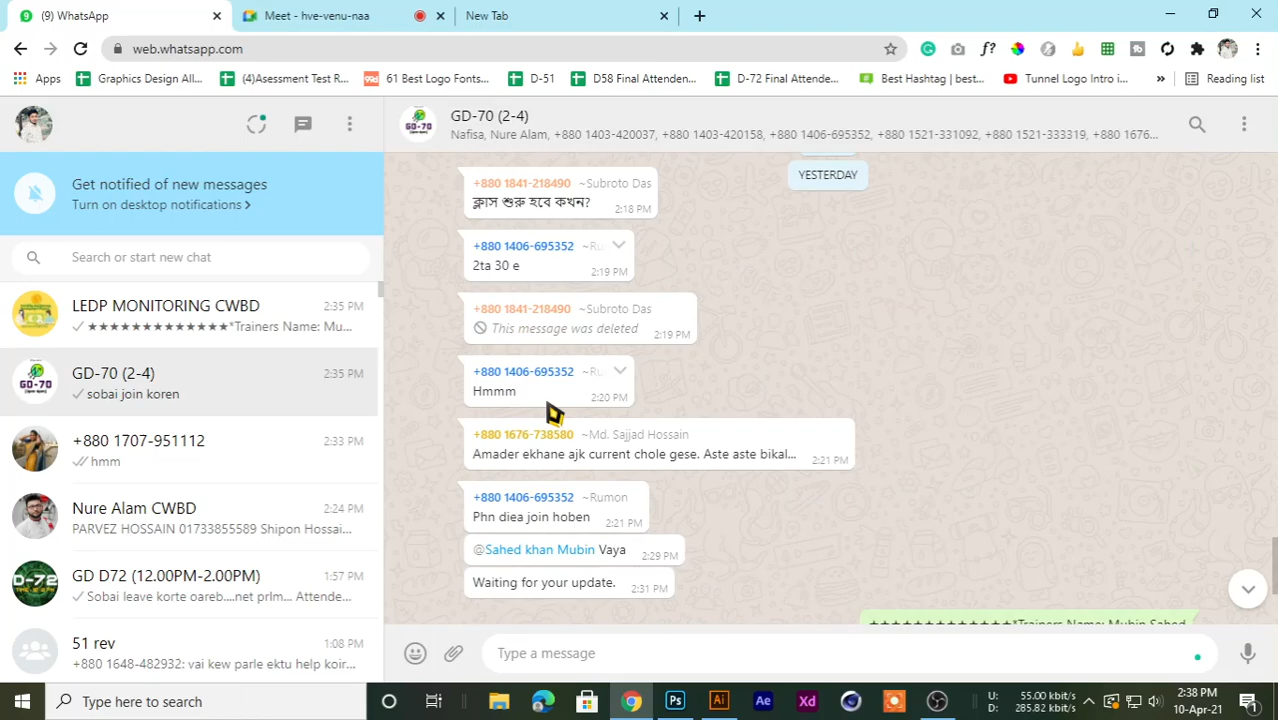 (9) WhatsApp
Meet - hve-venu-naa
New Tab
web.whatsapp.com
Apps
Graphics Design All...
(4)Asessment Test R...
61 Best Logo Fonts...
D-51
D58 Final Attenden...
D-72 Final Attende...
Best Hashtag | best...
Tunnel Logo Intro i...
Reading list
GD-70 (2-4)
Nafisa, Nure Alam, +880 1403-420037, +880 1403-420158, +880 1406-695352, +880 1521-331092, +880 1521-333319, +880 1676...
Get notified of new messages
Turn on desktop notifications
Search or start new chat
LEDP MONITORING CWBD
2:35 PM
★★★★★★★★★★★★★*Trainers Name: Mu...
GD-70 (2-4)
2:35 PM
sobai join koren
+880 1707-951112
2:33 PM
hmm
Nure Alam CWBD
2:24 PM
PARVEZ HOSSAIN 01733855589 Shipon Hossai...
GD D72 (12.00PM-2.00PM)
1:57 PM
Sobai leave korte oareb....net prlm... Attende...
51 rev
1:08 PM
+880 1648-482932: vai kew parle ektu help koir...
YESTERDAY
+880 1841-218490 ~Subroto Das
ক্লাস শুরু হবে কখন?
2:18 PM
+880 1406-695352 ~Ru
2ta 30 e
2:19 PM
+880 1841-218490 ~Subroto Das
This message was deleted
2:19 PM
+880 1406-695352 ~Ru
Hmmm
2:20 PM
+880 1676-738580 ~Md. Sajjad Hossain
Amader ekhane ajk current chole gese. Aste aste bikal...
2:21 PM
+880 1406-695352 ~Rumon
Phn diea join hoben
2:21 PM
@Sahed khan Mubin Vaya
2:29 PM
Waiting for your update.
2:31 PM
★★★★★★★★★★★★★*Trainers Name: Mubin Sahed
Type a message
Type here to search
U: 55.00 kbit/s
D: 285.82 kbit/s
2:38 PM
10-Apr-21